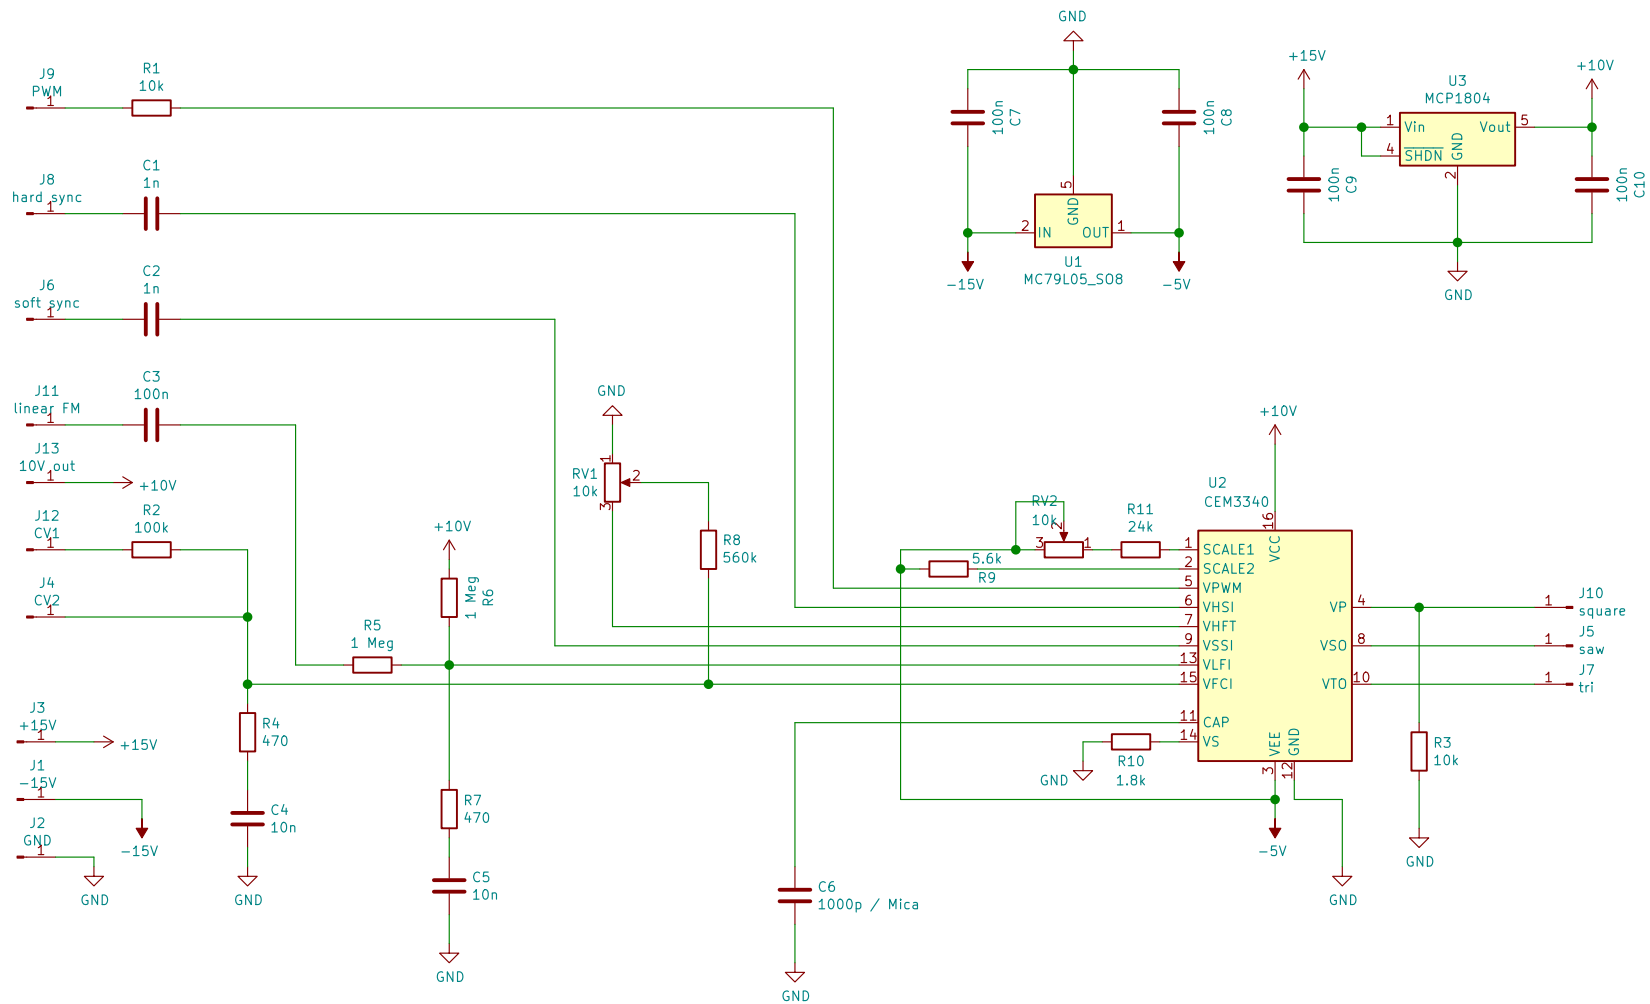 J9
PWM
1
R1
10k
J8
hard sync
1
C1
1n
J6
soft sync
1
C2
1n
J11
linear FM
1
C3
100n
J13
10V out
1
+10V
J12
CV1
1
R2
100k
J4
CV2
1
J3
+15V
1
+15V
J1
-15V
1
-15V
J2
GND
1
GND
R4
470
C4
10n
GND
R5
1 Meg
+10V
1 Meg
R6
R7
470
C5
10n
GND
GND
RV1
10k
1
2
3
R8
560k
C6
1000p / Mica
GND
GND
100n
C7
100n
C8
5
GND
2
IN
OUT
1
U1
MC79L05_SO8
-15V
-5V
+15V
U3
MCP1804
+10V
1
Vin
Vout
5
4
SHDN
GND
2
100n
C9
100n
C10
GND
+10V
U2
CEM3340
16
VCC
RV2
10k
2
3
1
R11
24k
5.6k
R9
1
SCALE1
2
SCALE2
5
VPWM
6
VHSI
7
VHFT
9
VSSI
13
VLFI
15
VFCI
11
CAP
14
VS
VP
4
VSO
8
VTO
10
VEE
GND
3
12
GND
R10
1.8k
-5V
GND
1
J10
square
1
J5
saw
1
J7
tri
R3
10k
GND